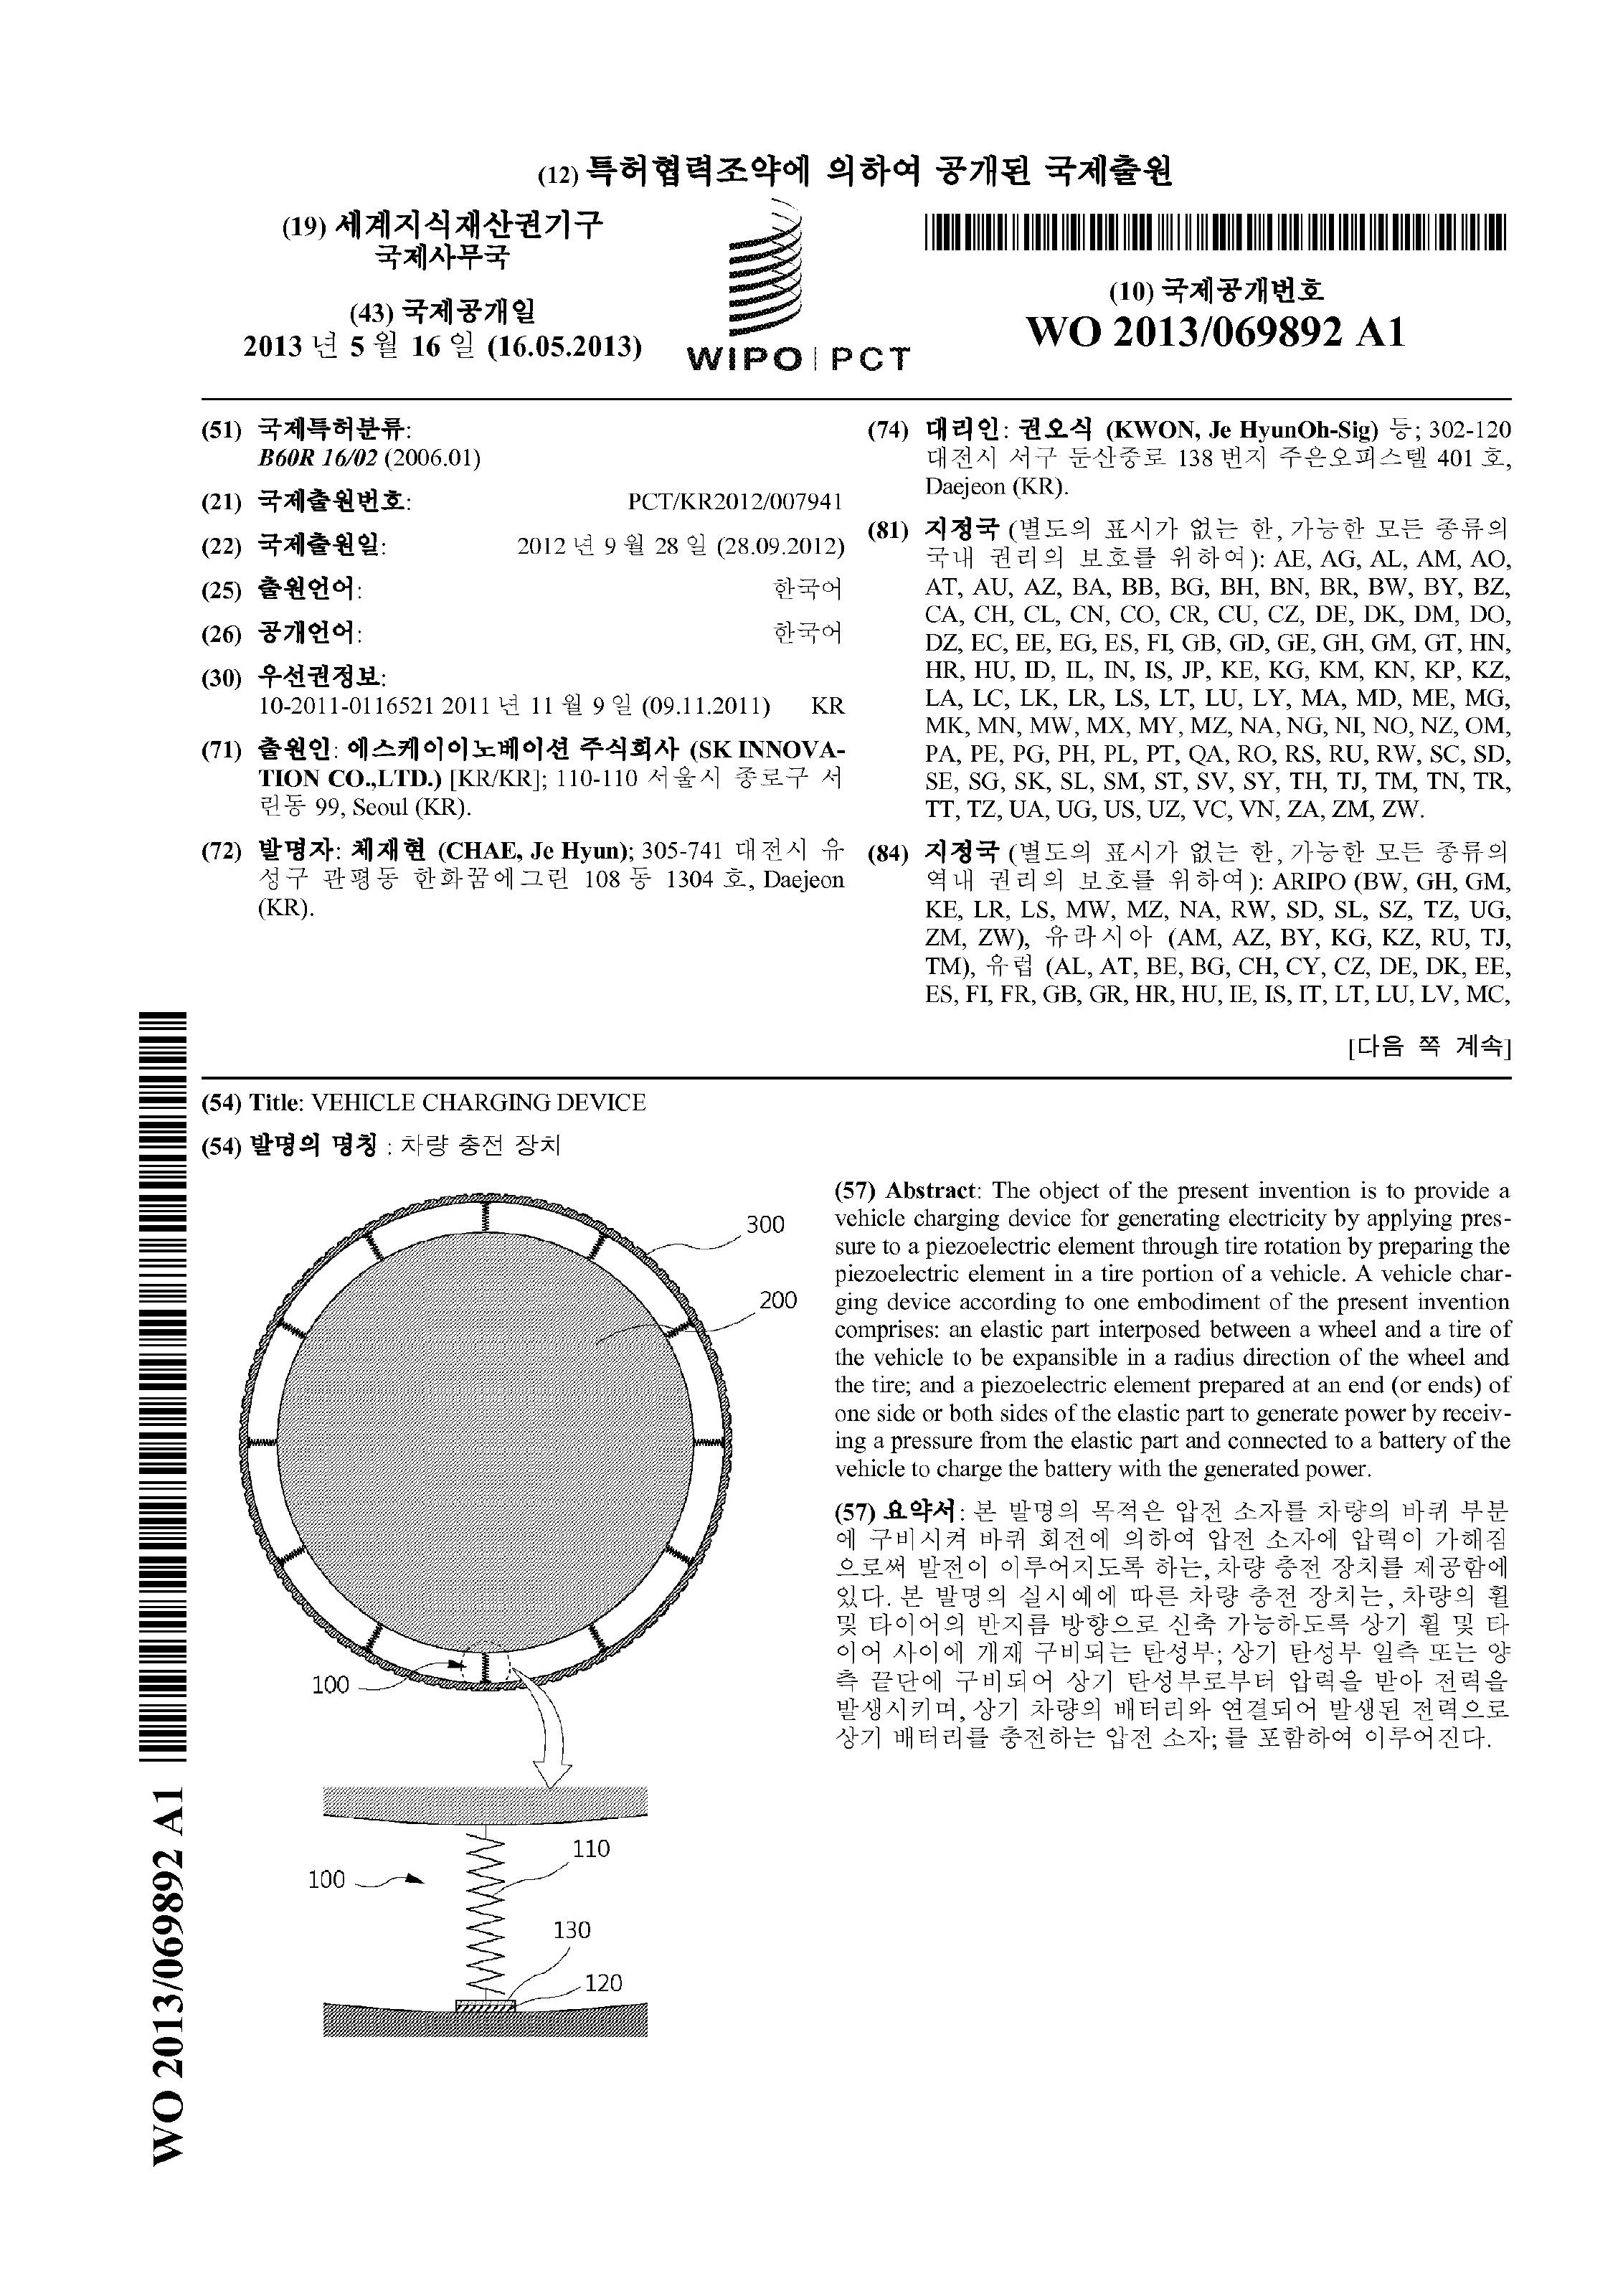 (12) 특허협력조약에 의하여 공개된 국제출원
(19) 세계지식재산권기구
국제사무국
(43) 국제공개일
2013 년 5 월 16 일 (16.05.2013)
WIPO | PCT
(10) 국제공개번호
WO 2013/069892 A1
(51) 국제특허분류:
B60R 16/02 (2006.01)
(21) 국제출원번호: PCT/KR2012/007941
(22) 국제출원일: 2012 년 9 월 28 일 (28.09.2012)
(25) 출원언어: 한국어
(26) 공개언어: 한국어
(30) 우선권정보:
10-2011-0116521 2011 년 11 월 9 일 (09.11.2011) KR
(71) 출원인: 에스케이이노베이션 주식회사 (SK INNOVA-
TION CO.,LTD.) [KR/KR]; 110-110 서울시 종로구 서
린동 99, Seoul (KR).
(72) 발명자: 채재현 (CHAE, Je Hyun); 305-741 대전시 유
성구 관평동 한화꿈에그린 108 동 1304 호, Daejeon
(KR).
(74) 대리인: 권오식 (KWON, Je HyunOh-Sig) 등; 302-120
대전시 서구 둔산중로 138 번지 주은오피스텔 401 호,
Daejeon (KR).
(81) 지정국 (별도의 표시가 없는 한, 가능한 모든 종류의
국내 권리의 보호를 위하여): AE, AG, AL, AM, AO,
AT, AU, AZ, BA, BB, BG, BH, BN, BR, BW, BY, BZ,
CA, CH, CL, CN, CO, CR, CU, CZ, DE, DK, DM, DO,
DZ, EC, EE, EG, ES, FI, GB, GD, GE, GH, GM, GT, HN,
HR, HU, ID, IL, IN, IS, JP, KE, KG, KM, KN, KP, KZ,
LA, LC, LK, LR, LS, LT, LU, LY, MA, MD, ME, MG,
MK, MN, MW, MX, MY, MZ, NA, NG, NI, NO, NZ, OM,
PA, PE, PG, PH, PL, PT, QA, RO, RS, RU, RW, SC, SD,
SE, SG, SK, SL, SM, ST, SV, SY, TH, TJ, TM, TN, TR,
TT, TZ, UA, UG, US, UZ, VC, VN, ZA, ZM, ZW.
(84) 지정국 (별도의 표시가 없는 한, 가능한 모든 종류의
역내 권리의 보호를 위하여): ARIPO (BW, GH, GM,
KE, LR, LS, MW, MZ, NA, RW, SD, SL, SZ, TZ, UG,
ZM, ZW), 유라시아 (AM, AZ, BY, KG, KZ, RU, TJ,
TM), 유럽 (AL, AT, BE, BG, CH, CY, CZ, DE, DK, EE,
ES, FI, FR, GB, GR, HR, HU, IE, IS, IT, LT, LU, LV, MC,
[다음 쪽 계속]
(54) Title: VEHICLE CHARGING DEVICE
(54) 발명의 명칭 : 차량 충전 장치
300
200
100
100
110
130
120
(57) Abstract: The object of the present invention is to provide a
vehicle charging device for generating electricity by applying pres-
sure to a piezoelectric element through tire rotation by preparing the
piezoelectric element in a tire portion of a vehicle. A vehicle char-
ging device according to one embodiment of the present invention
comprises: an elastic part interposed between a wheel and a tire of
the vehicle to be expansible in a radius direction of the wheel and
the tire; and a piezoelectric element prepared at an end (or ends) of
one side or both sides of the elastic part to generate power by receiv-
ing a pressure from the elastic part and connected to a battery of the
vehicle to charge the battery with the generated power.
(57) 요약서: 본 발명의 목적은 압전 소자를 차량의 바퀴 부분
에 구비시켜 바퀴 회전에 의하여 압전 소자에 압력이 가해짐
으로써 발전이 이루어지도록 하는, 차량 충전 장치를 제공함에
있다. 본 발명의 실시예에 따른 차량 충전 장치는, 차량의 휠
및 타이어의 반지름 방향으로 신축 가능하도록 상기 휠 및 타
이어 사이에 개재 구비되는 탄성부; 상기 탄성부 일측 또는 양
측 끝단에 구비되어 상기 탄성부로부터 압력을 받아 전력을
발생시키며, 상기 차량의 배터리와 연결되어 발생된 전력으로
상기 배터리를 충전하는 압전 소자; 를 포함하여 이루어진다.
WO 2013/069892 A1